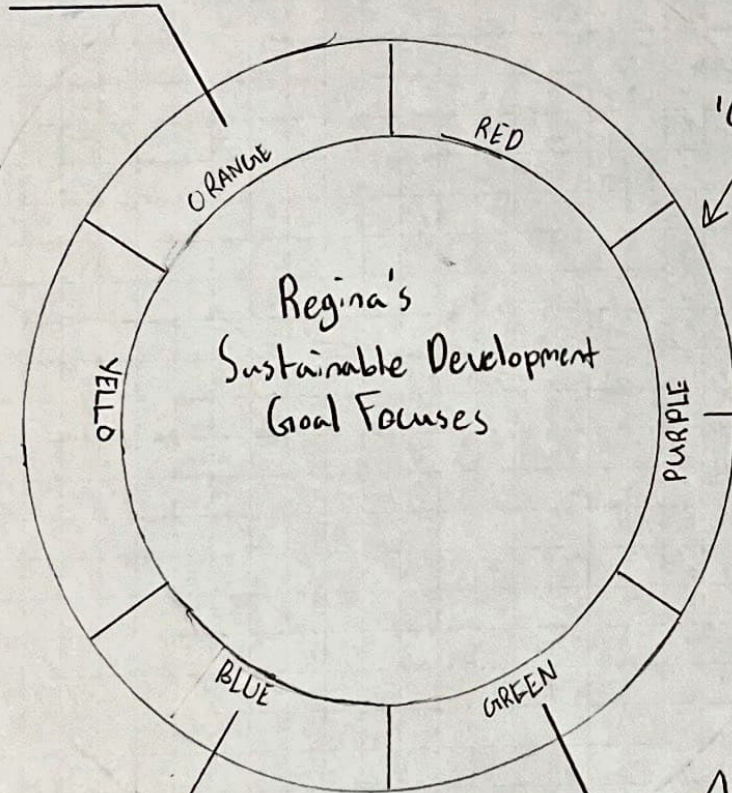 ORANGE
RED
Regina's
Sustainable Development
Goal Focuses
YELLO
PURPLE
BLUE
GREEN